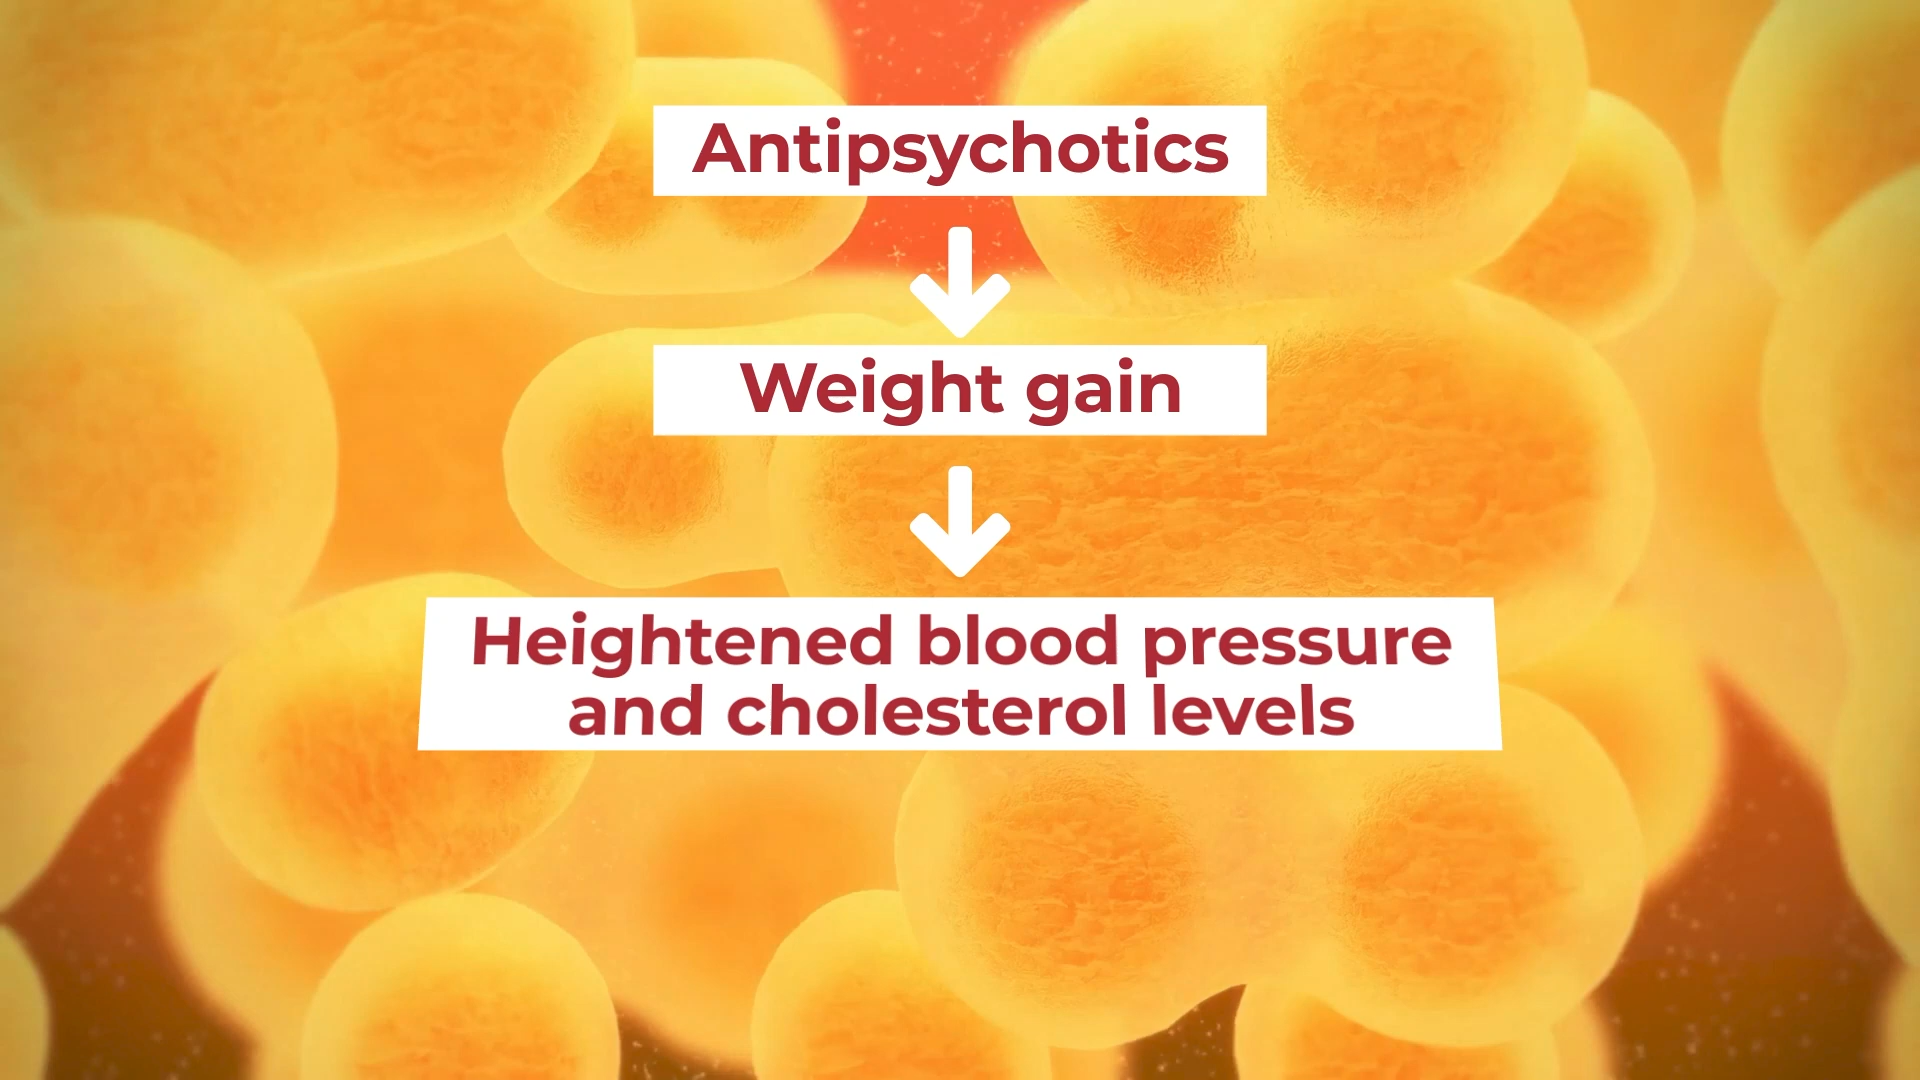 Antipsychotics
Weight gain
Heightened blood pressure
and cholesterol levels